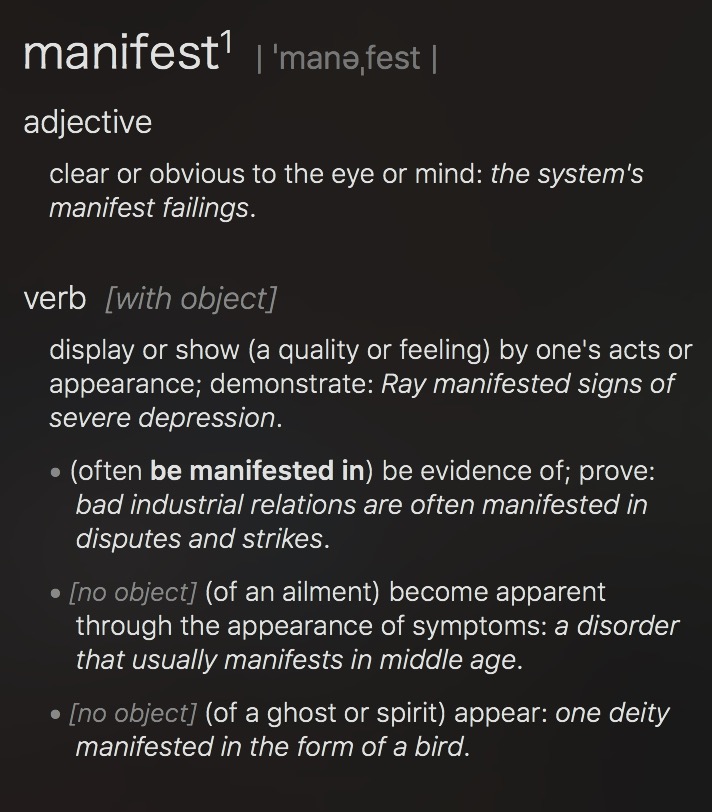 manifest¹ | ˈmanəˌfest |
adjective
clear or obvious to the eye or mind: the system's
manifest failings.
verb [with object]
display or show (a quality or feeling) by one's acts or
appearance; demonstrate: Ray manifested signs of
severe depression.
• (often be manifested in) be evidence of; prove:
bad industrial relations are often manifested in
disputes and strikes.
• [no object] (of an ailment) become apparent
through the appearance of symptoms: a disorder
that usually manifests in middle age.
• [no object] (of a ghost or spirit) appear: one deity
manifested in the form of a bird.